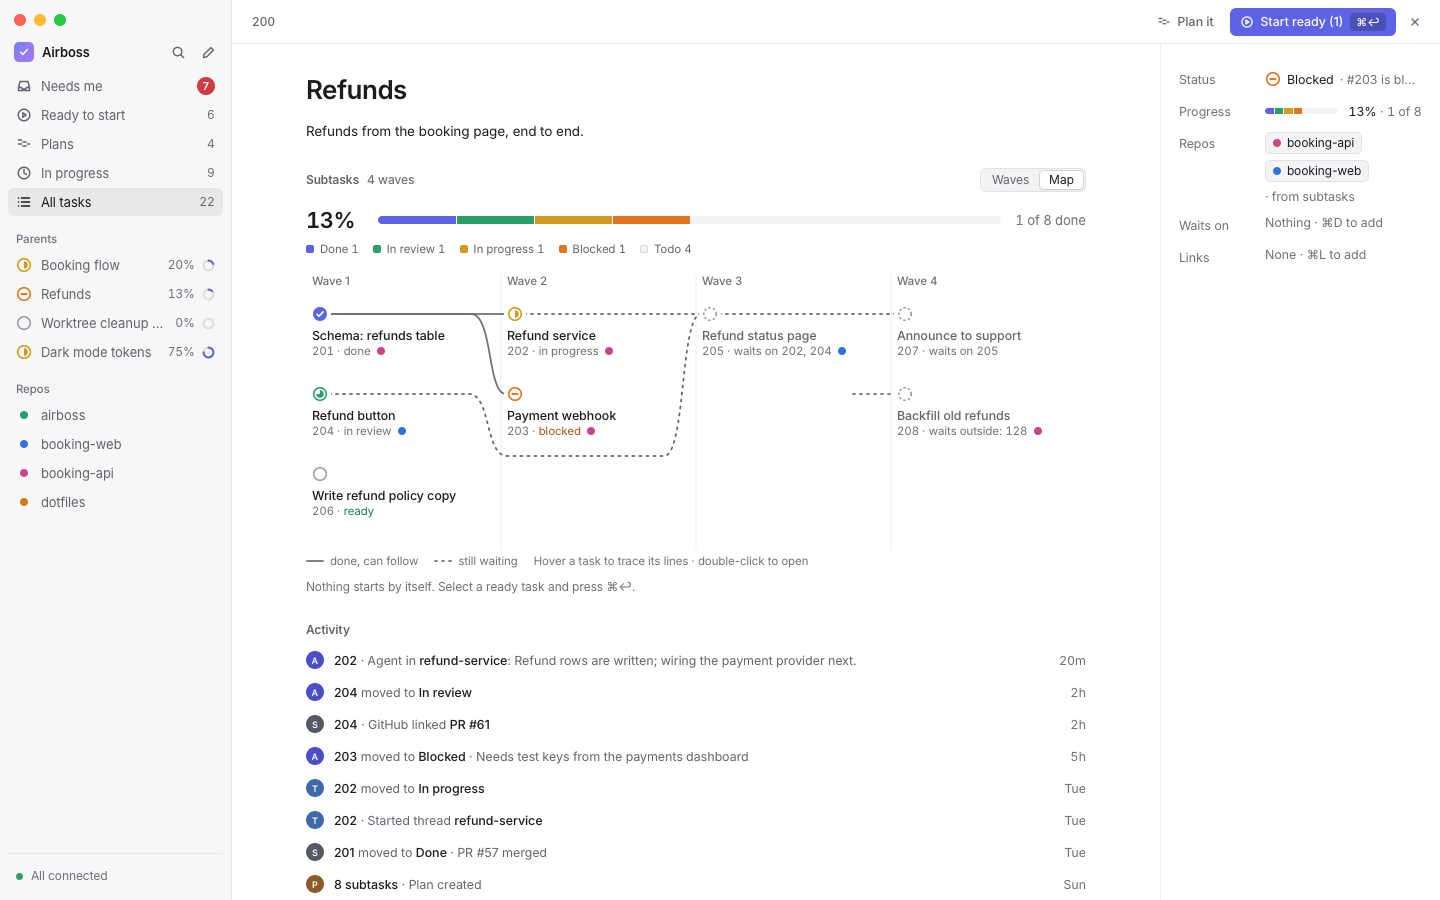 Airboss
Needs me 7
Ready to start 6
Plans 4
In progress 9
All tasks 22
Parents
Booking flow 20%
Refunds 13%
Worktree cleanup ... 0%
Dark mode tokens 75%
Repos
airboss
booking-web
booking-api
dotfiles
All connected
200
Plan it
Start ready (1) ⌘↩
Refunds
Refunds from the booking page, end to end.
Subtasks 4 waves
Waves Map
13% 1 of 8 done
Done 1 In review 1 In progress 1 Blocked 1 Todo 4
Wave 1 Wave 2 Wave 3 Wave 4
Schema: refunds table Refund service Refund status page Announce to support
201 · done 202 · in progress 205 · waits on 202, 204 207 · waits on 205
Refund button Payment webhook Backfill old refunds
204 · in review 203 · blocked 208 · waits outside: 128
Write refund policy copy
206 · ready
done, can follow still waiting Hover a task to trace its lines · double-click to open
Nothing starts by itself. Select a ready task and press ⌘↩.
Activity
A 202 · Agent in refund-service: Refund rows are written; wiring the payment provider next. 20m
A 204 moved to In review 2h
S 204 · GitHub linked PR #61 2h
A 203 moved to Blocked · Needs test keys from the payments dashboard 5h
T 202 moved to In progress Tue
T 202 · Started thread refund-service Tue
S 201 moved to Done · PR #57 merged Tue
P 8 subtasks · Plan created Sun
Status Blocked · #203 is bl...
Progress 13% · 1 of 8
Repos booking-api
booking-web
· from subtasks
Waits on Nothing · ⌘D to add
Links None · ⌘L to add